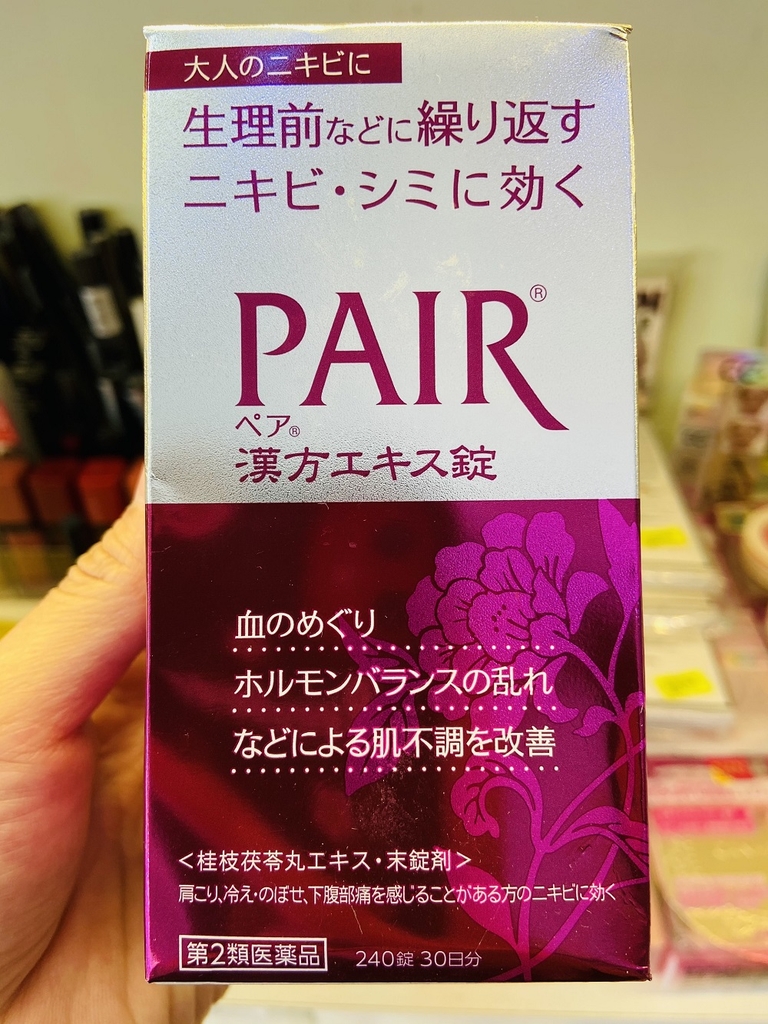 大人のニキビに
生理前などに繰り返す
ニキビ・シミに効く
PAIR®
ペア®
漢方エキス錠
血のめぐり
ホルモンバランスの乱れ
などによる肌不調を改善
<桂枝茯苓丸エキス・末錠剤>
肩こり、冷え・のぼせ、下腹部痛を感じることがある方のニキビに効く
第2類医薬品
240錠 30日分